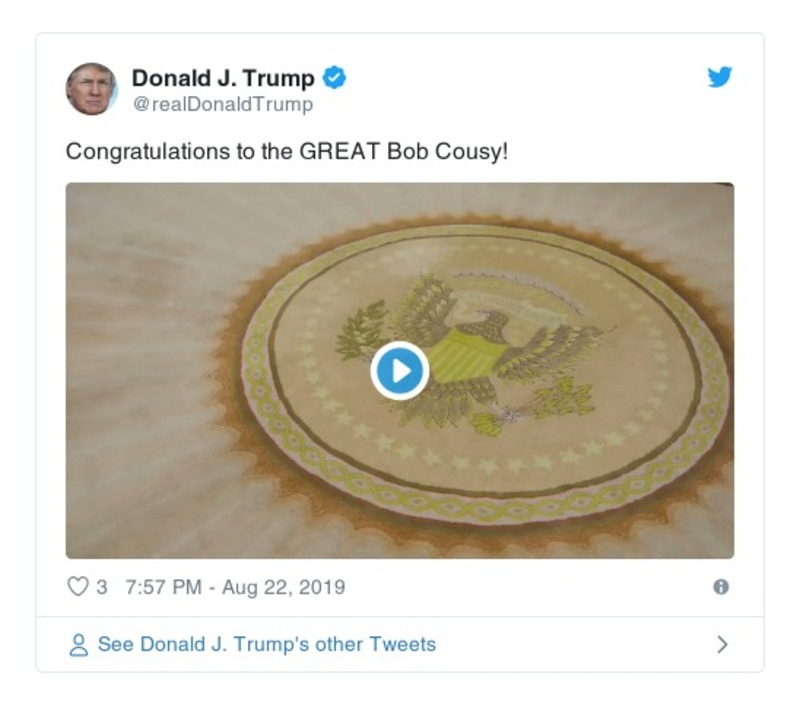 Donald J. Trump
@realDonaldTrump
Congratulations to the GREAT Bob Cousy!
3 7:57 PM - Aug 22, 2019
See Donald J. Trump's other Tweets